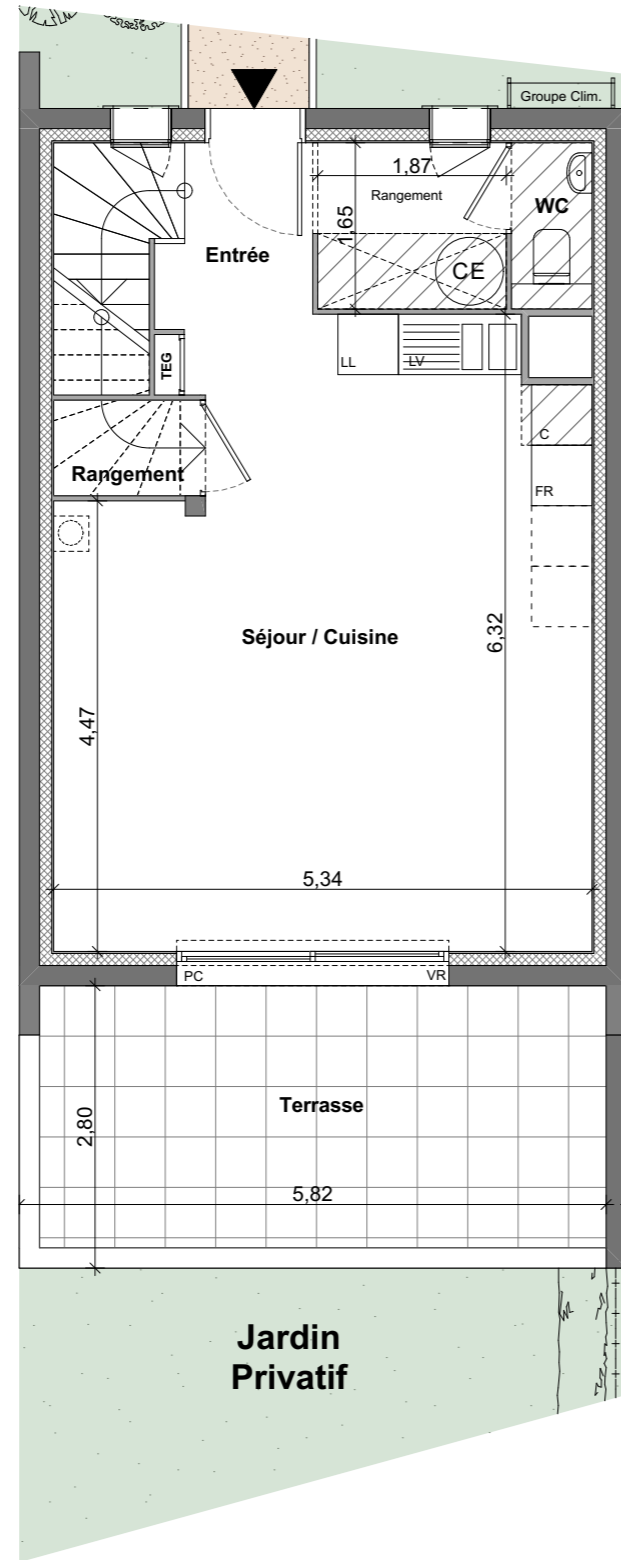 Groupe Clim.
1,87
Rangement
WC
1,65
Entrée
CE
LL
LV
TEG
C
Rangement
FR
Séjour / Cuisine
6,32
4,47
5,34
PC
VR
Terrasse
2,80
5,82
Jardin
Privatif